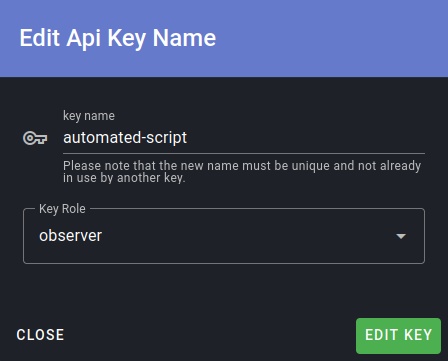 Edit Api Key Name
key name
automated-script
Please note that the new name must be unique and not already
in use by another key.
Key Role
observer
CLOSE
EDIT KEY